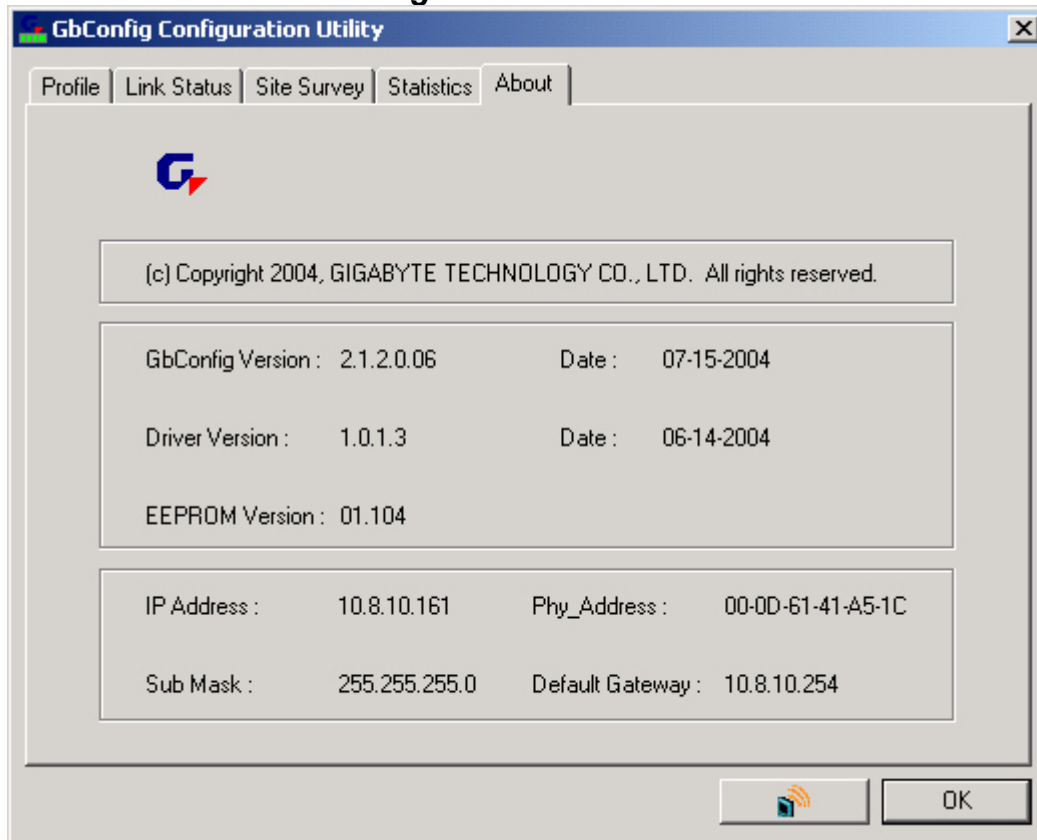 GbConfig Configuration Utility
Profile Link Status Site Survey Statistics About
(c) Copyright 2004, GIGABYTE TECHNOLOGY CO., LTD. All rights reserved.
GbConfig Version : 2.1.2.0.06 Date : 07-15-2004
Driver Version : 1.0.1.3 Date : 06-14-2004
EEPROM Version : 01.104
IP Address : 10.8.10.161 Phy_Address : 00-0D-61-41-A5-1C
Sub Mask : 255.255.255.0 Default Gateway : 10.8.10.254
OK